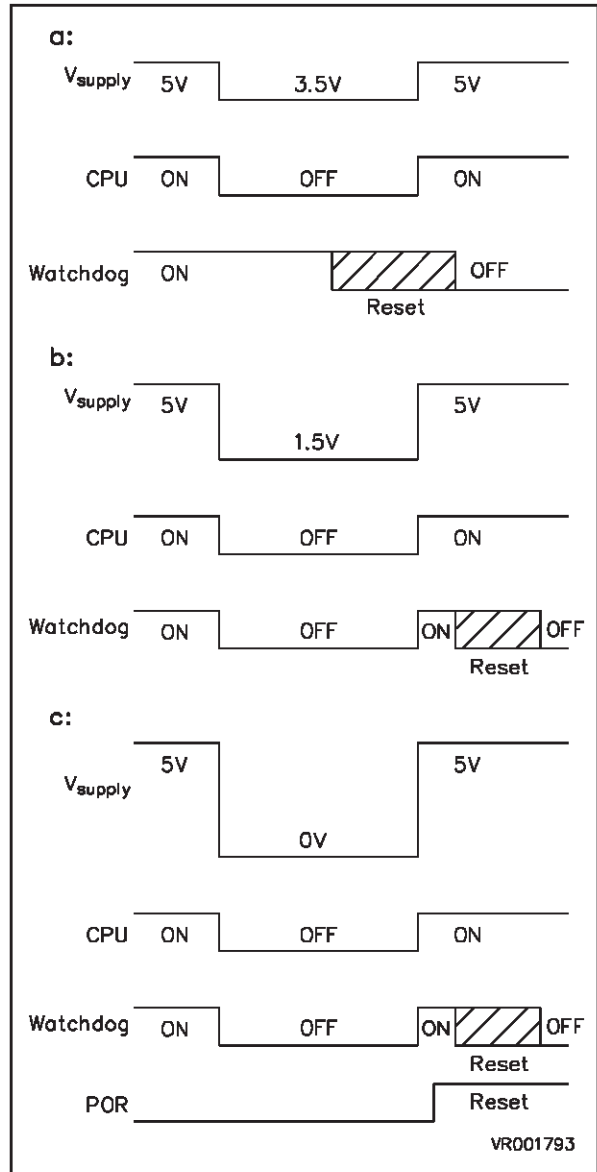 a:
Vsupply 5V 3.5V 5V
CPU ON OFF ON
Watchdog ON OFF
Reset
b:
Vsupply 5V 5V
1.5V
CPU ON OFF ON
Watchdog ON OFF ON OFF
Reset
c:
5V 5V
Vsupply
0V
CPU ON OFF ON
Watchdog ON OFF ON OFF
Reset
POR Reset
VR001793